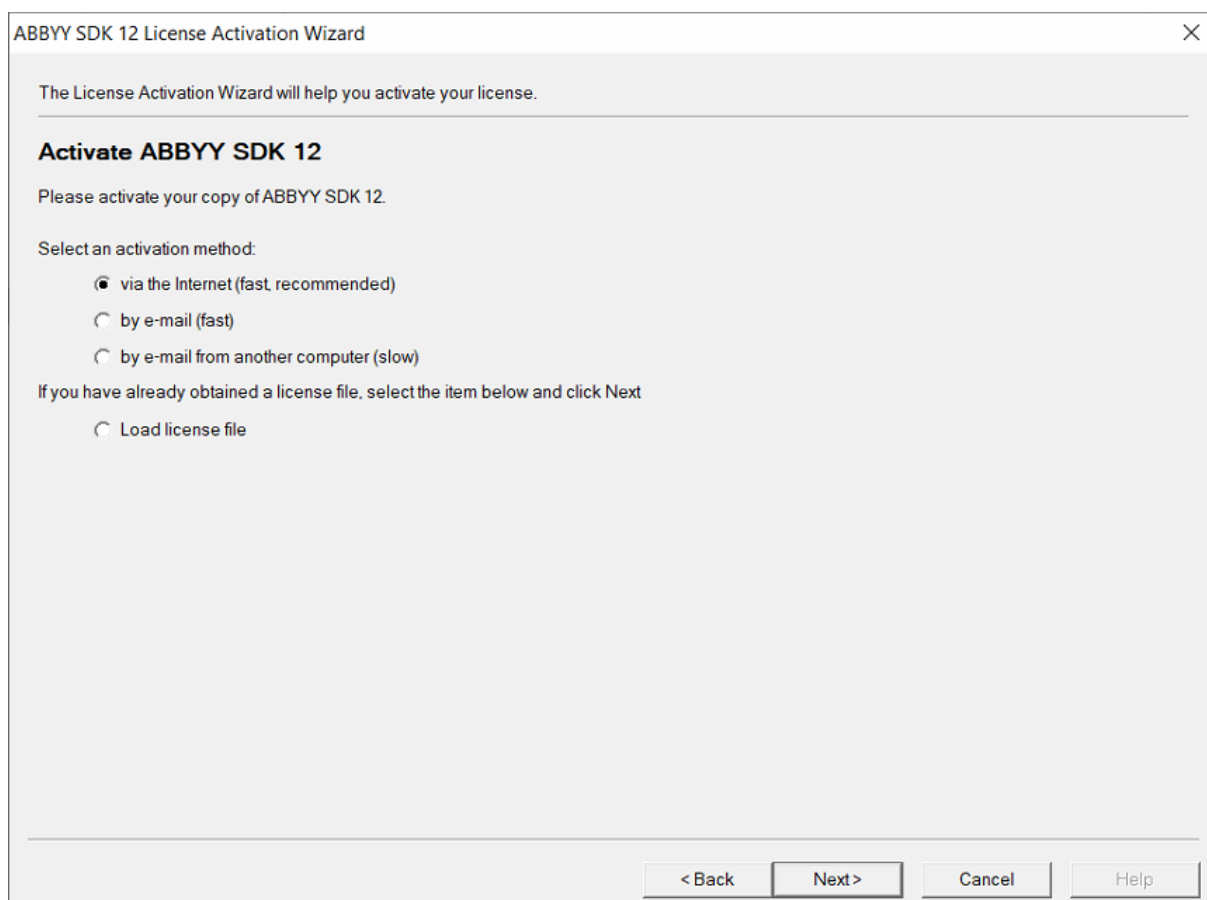 ABBYY SDK 12 License Activation Wizard
The License Activation Wizard will help you activate your license.
Activate ABBYY SDK 12
Please activate your copy of ABBYY SDK 12.
Select an activation method:
via the Internet (fast, recommended)
by e-mail (fast)
by e-mail from another computer (slow)
If you have already obtained a license file, select the item below and click Next
Load license file
< Back Next > Cancel Help